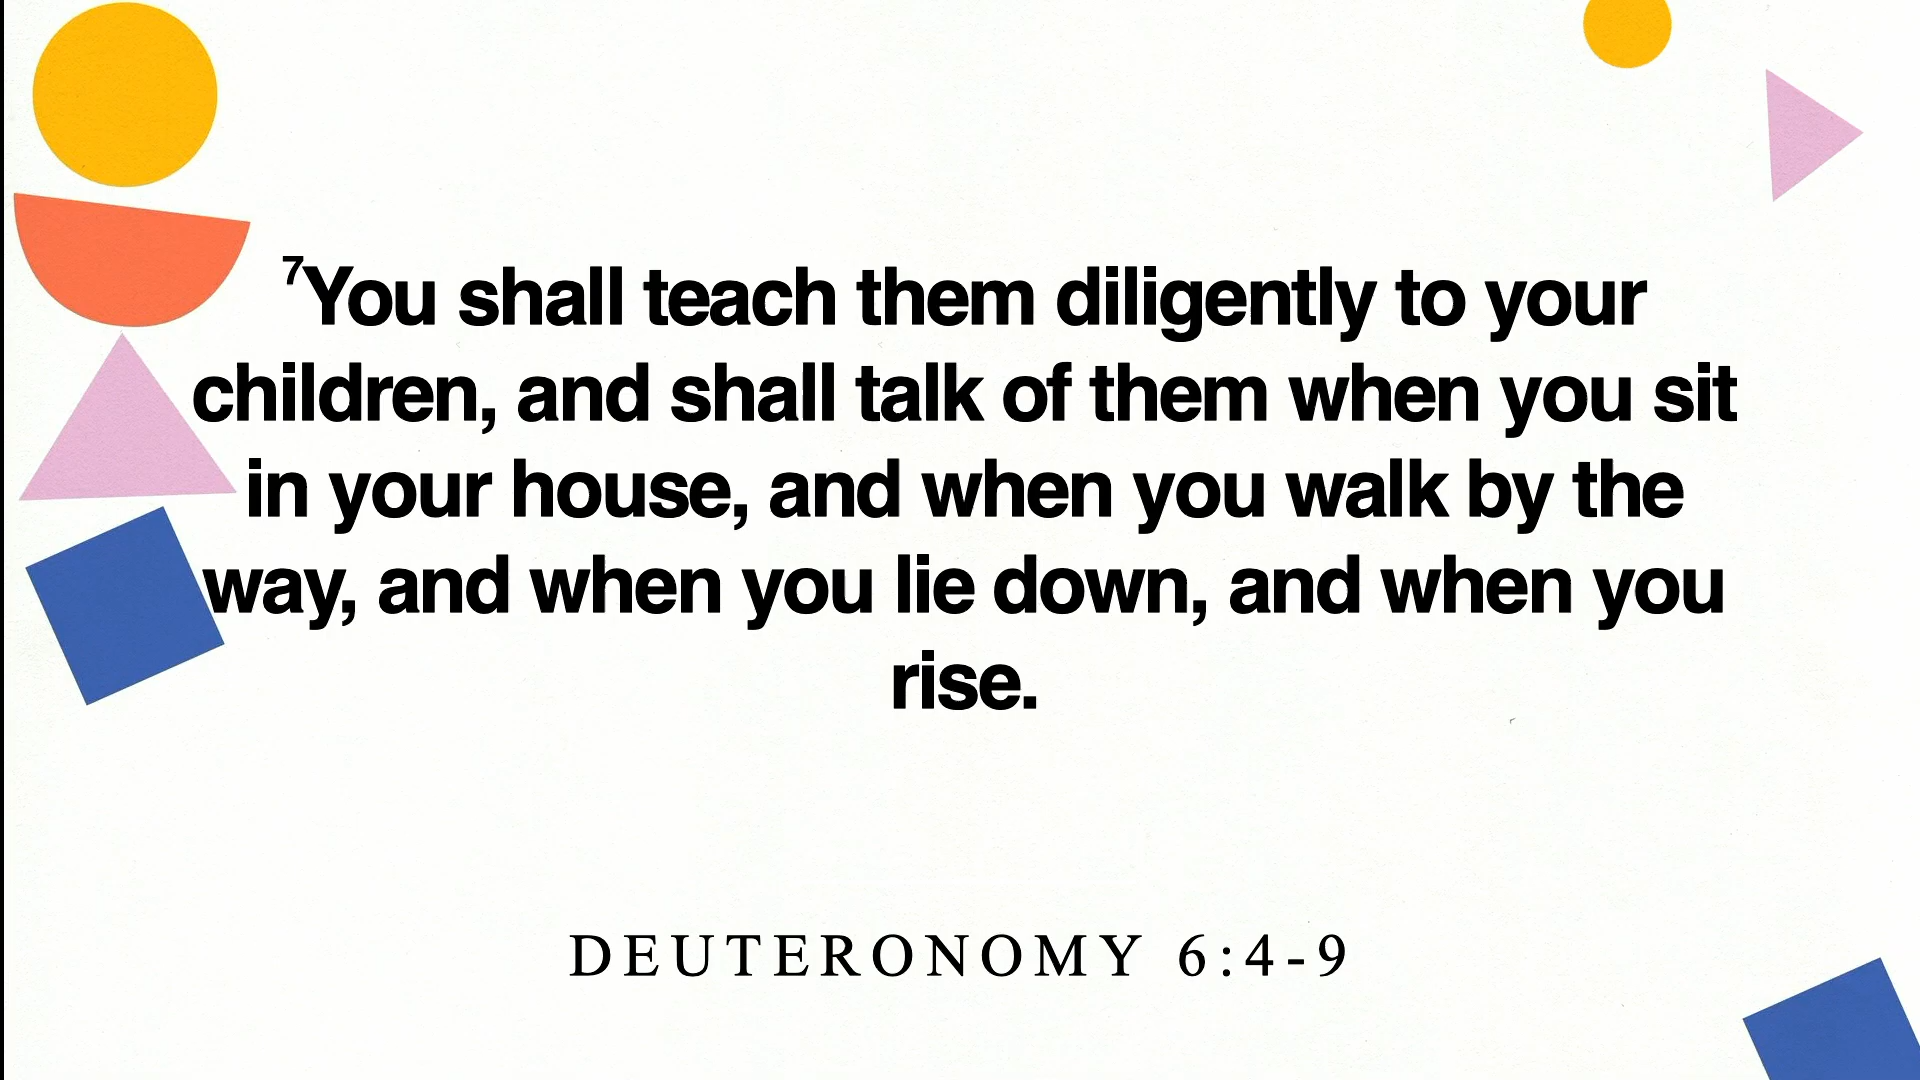 ⁷You shall teach them diligently to your
children, and shall talk of them when you sit
in your house, and when you walk by the
way, and when you lie down, and when you
rise.
DEUTERONOMY 6:4-9